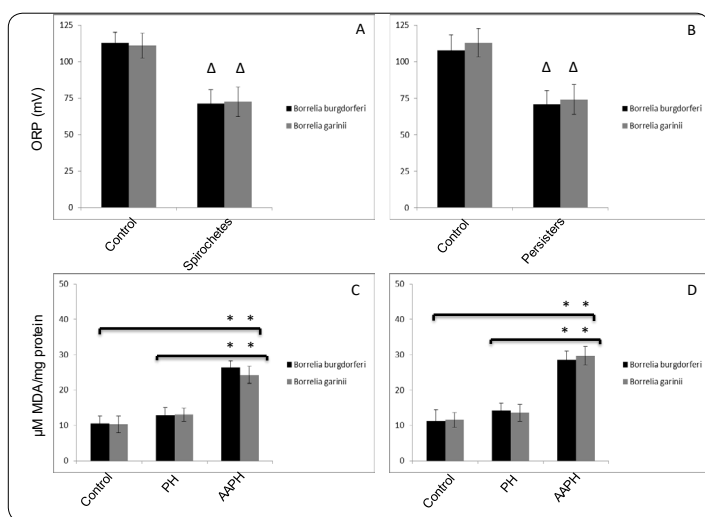 125
100
75
50
25
0
ORP (mV)
A
Δ Δ
Borrelia burgdorferi
Borrelia garinii
Control
Spirochetes
125
100
75
50
25
0
B
Δ Δ
Borrelia burgdorferi
Borrelia garinii
Control
Persisters
50
40
30
20
10
0
µM MDA/mg protein
C
* *
* *
Borrelia burgdorferi
Borrelia garinii
Control
PH
AAPH
50
40
30
20
10
0
D
* *
* *
Borrelia burgdorferi
Borrelia garinii
Control
PH
AAPH